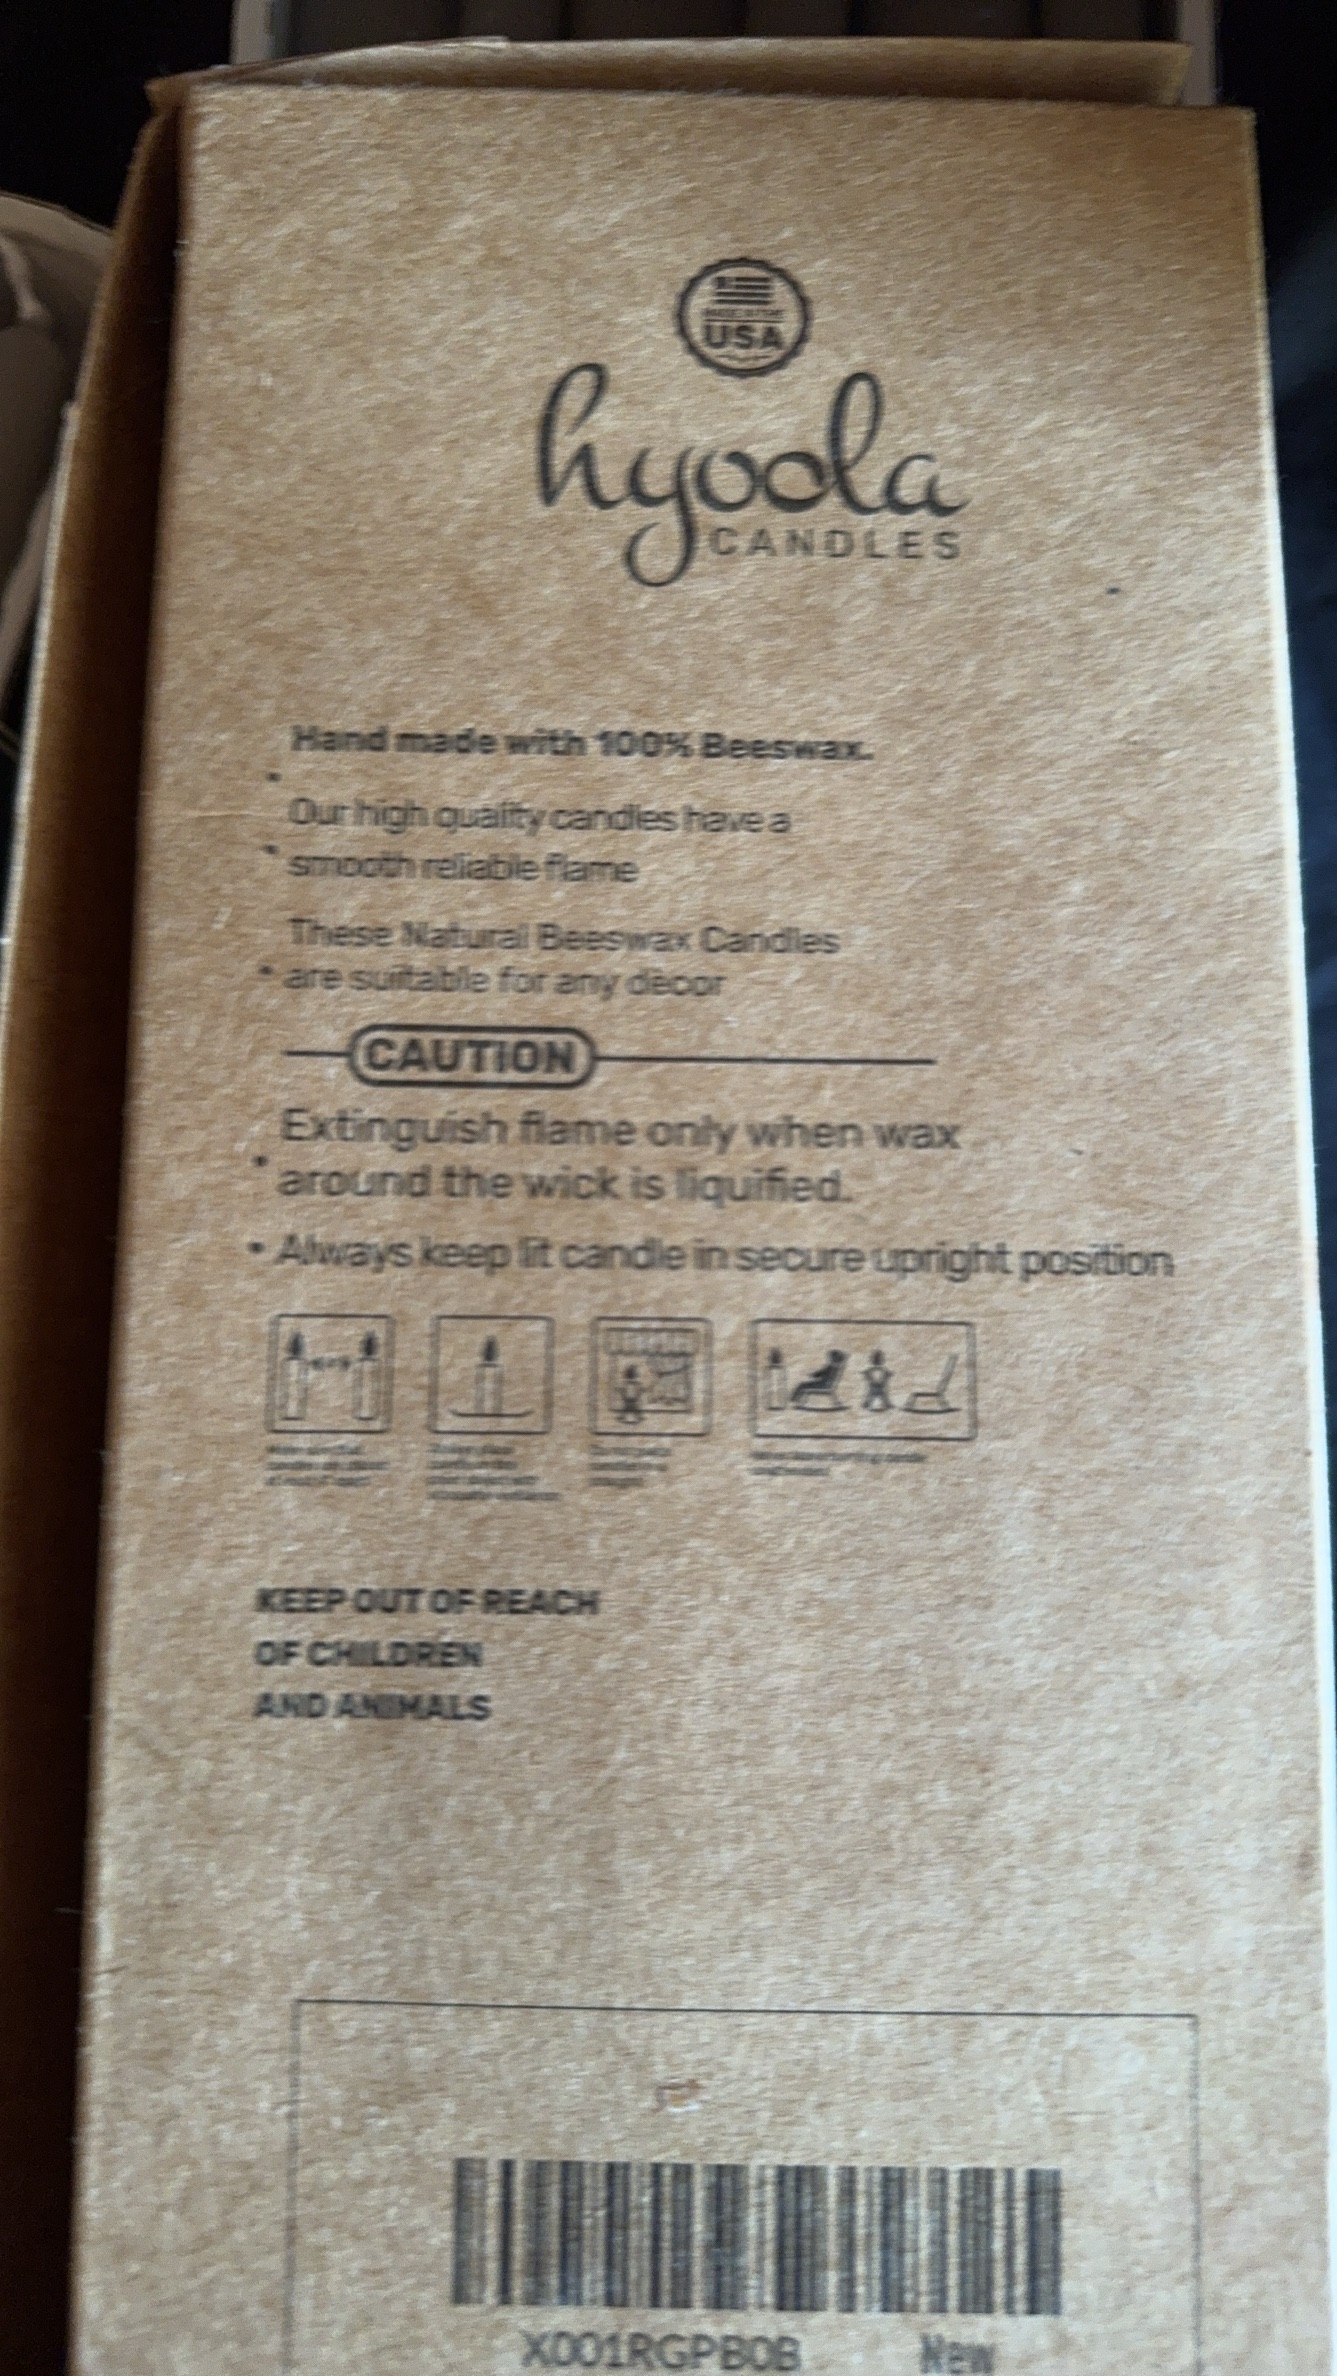 USA
hyoola
CANDLES
Hand made with 100% Beeswax.
Our high quality candles have a
• smooth reliable flame
These Natural Beeswax Candles
• are suitable for any decor
CAUTION
Extinguish flame only when wax
• around the wick is liquified.
• Always keep lit candle in secure upright position
KEEP OUT OF REACH
OF CHILDREN
AND ANIMALS
X001RGPB0B New